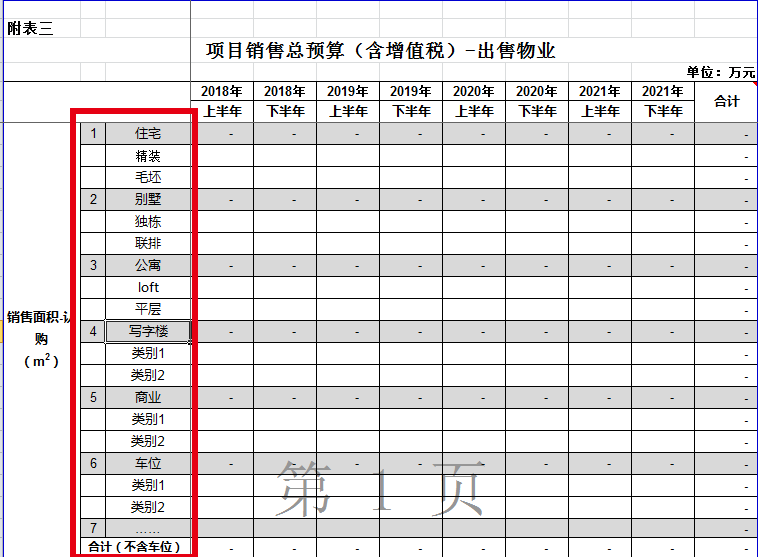 附表三
项目销售总预算（含增值税）-出售物业
单位：万元
2018年 2018年 2019年 2019年 2020年 2020年 2021年 2021年 合计
上半年 下半年 上半年 下半年 上半年 下半年 上半年 下半年
1 住宅 - - - - - - - - -
精装 -
毛坯 -
2 别墅 - - - - - - - - -
独栋 -
联排 -
3 公寓 - - - - - - - - -
loft -
平层 -
销售面积-认
购
（m²）
4 写字楼 - - - - - - - - -
类别1 -
类别2 -
5 商业 - - - - - - - - -
类别1 -
类别2 -
6 车位 - - - - - - - - -
类别1 -
类别2 -
第 1 页
7 …… -
合计（不含车位） - - - - - - - - -